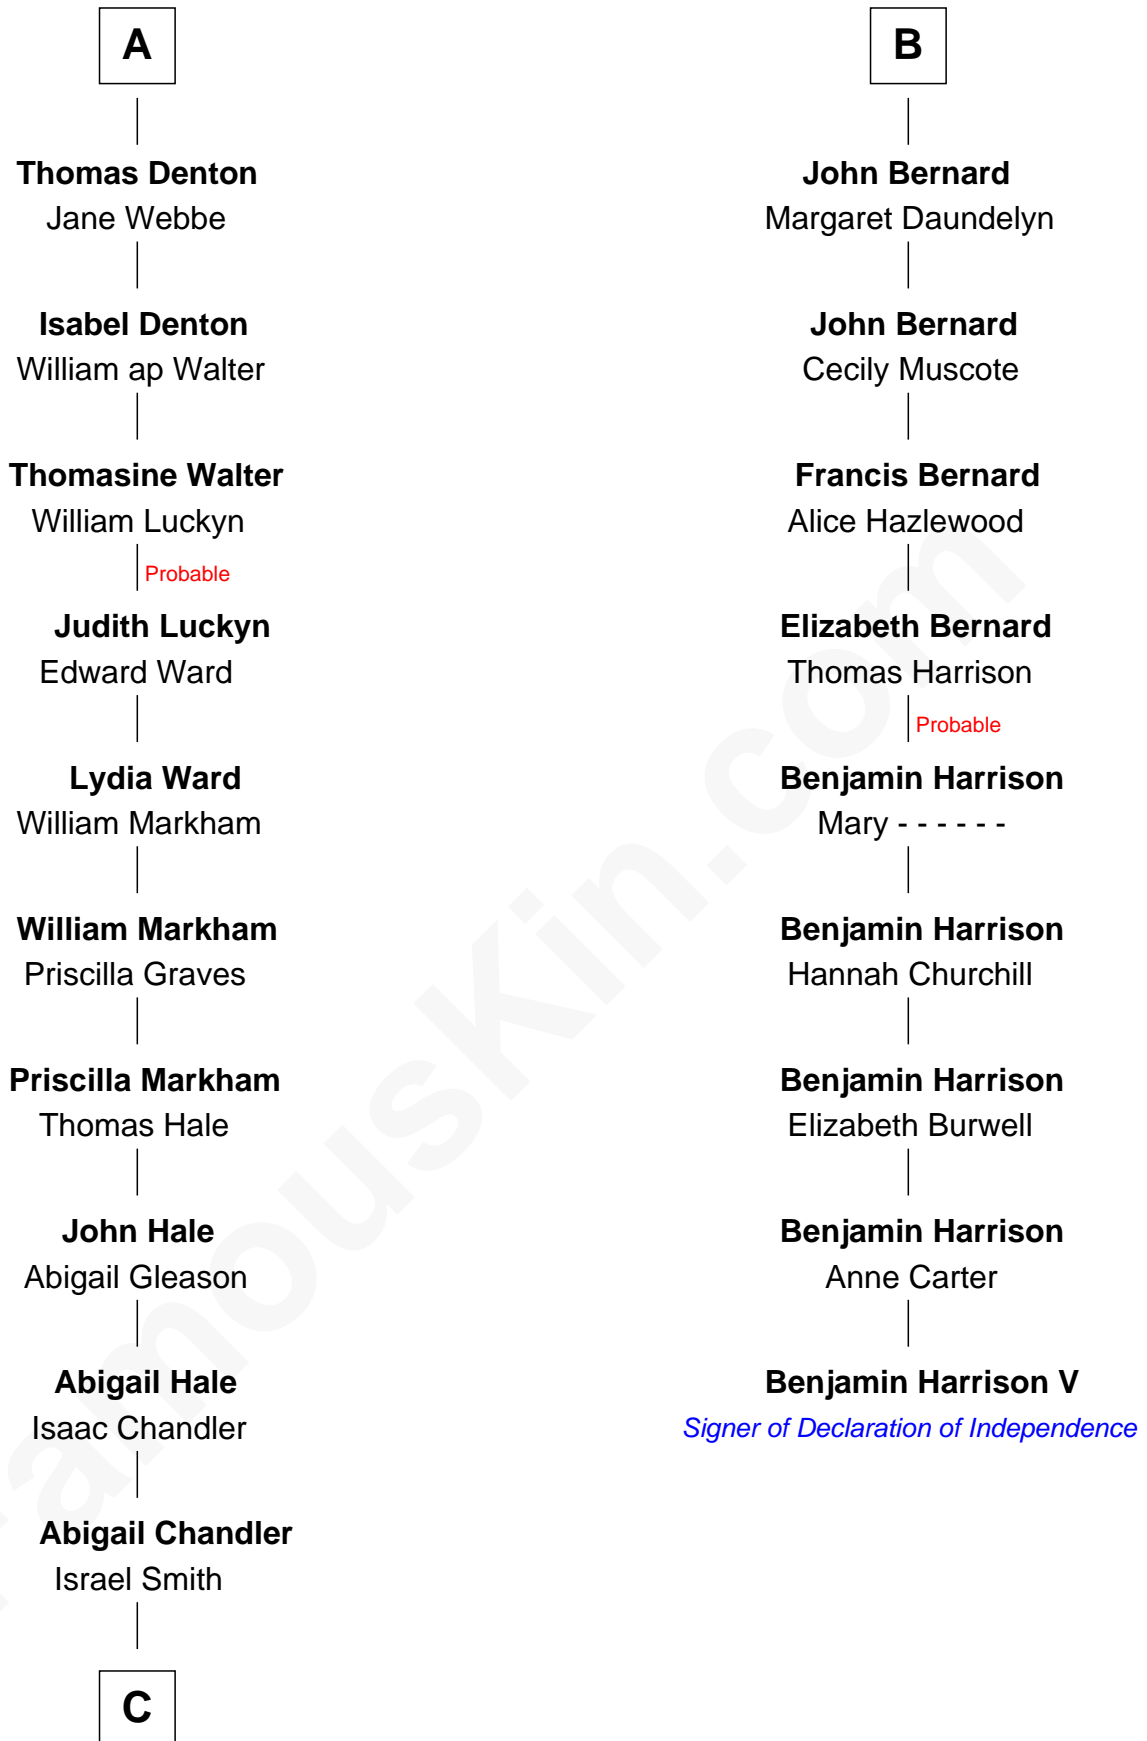 A
Thomas Denton
Jane Webbe
Isabel Denton
William ap Walter
Thomasine Walter
William Luckyn
Probable
Judith Luckyn
Edward Ward
Lydia Ward
William Markham
William Markham
Priscilla Graves
Priscilla Markham
Thomas Hale
John Hale
Abigail Gleason
Abigail Hale
Isaac Chandler
Abigail Chandler
Israel Smith
C
B
John Bernard
Margaret Daundelyn
John Bernard
Cecily Muscote
Francis Bernard
Alice Hazlewood
Elizabeth Bernard
Thomas Harrison
Probable
Benjamin Harrison
Mary - - - - - -
Benjamin Harrison
Hannah Churchill
Benjamin Harrison
Elizabeth Burwell
Benjamin Harrison
Anne Carter
Benjamin Harrison V
Signer of Declaration of Independence
FamousKin.com